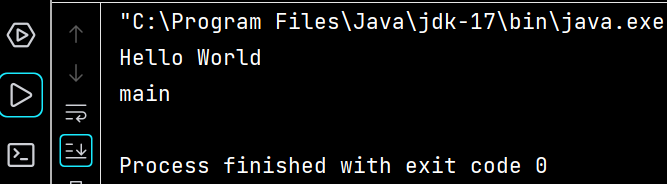 "C:\Program Files\Java\jdk-17\bin\java.exe
Hello World
main
Process finished with exit code 0